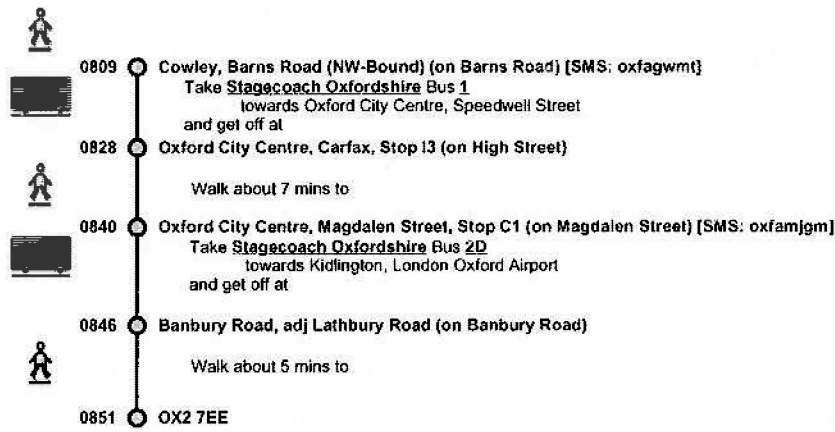 0809 Cowley, Barns Road (NW-Bound) (on Barns Road) [SMS: oxfagwmt]
Take Stagecoach Oxfordshire Bus 1
towards Oxford City Centre, Speedwell Street
and get off at
0828 Oxford City Centre, Carfax, Stop I3 (on High Street)
Walk about 7 mins to
0840 Oxford City Centre, Magdalen Street, Stop C1 (on Magdalen Street) [SMS: oxfamjgm]
Take Stagecoach Oxfordshire Bus 2D
towards Kidlington, London Oxford Airport
and get off at
0846 Banbury Road, adj Lathbury Road (on Banbury Road)
Walk about 5 mins to
0851 OX2 7EE